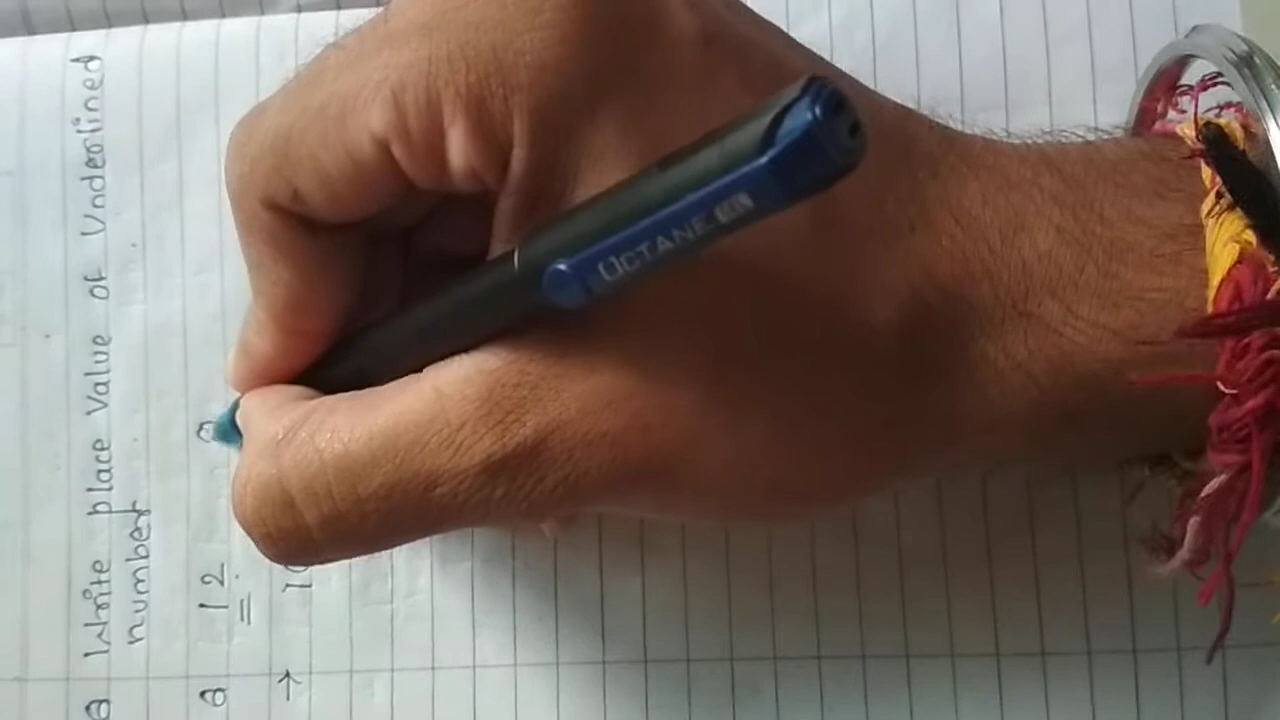 a Write place value of Underlined
number
a 12
→ 10
OCTANE